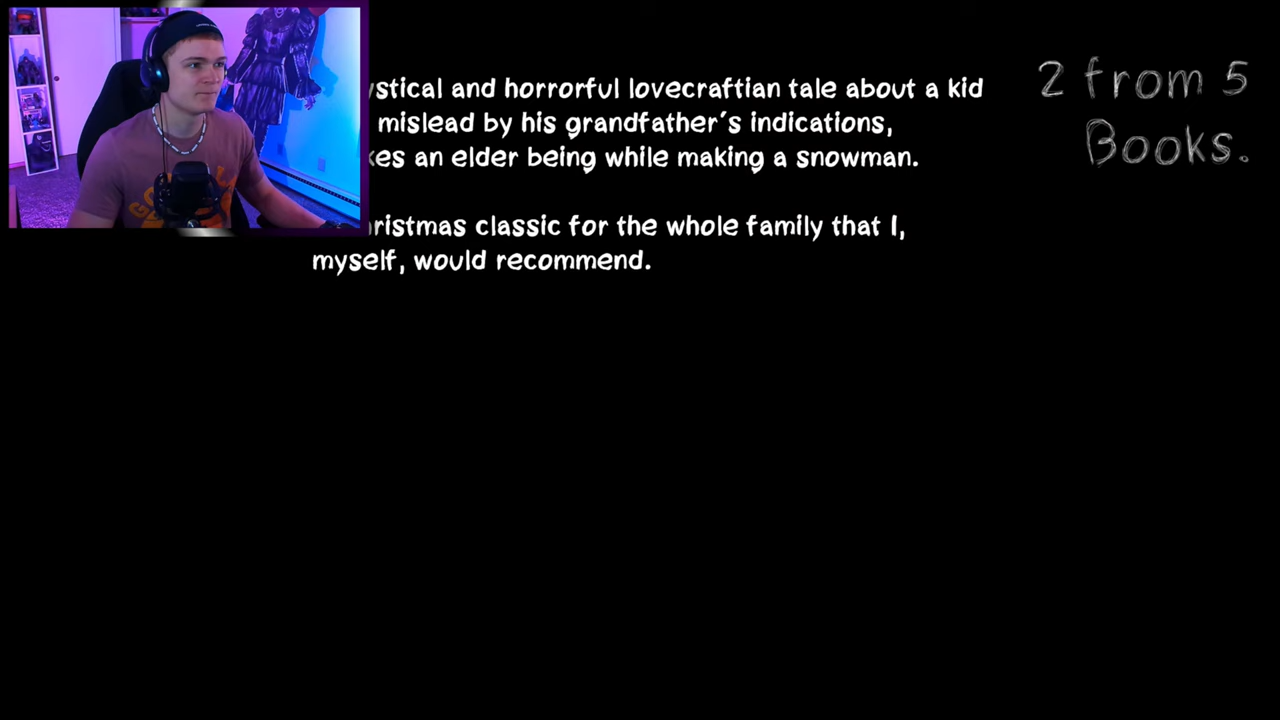 and horrorful lovecraftian tale about a kid
mislead by his grandfather's indications,
an elder being while making a snowman.
classic for the whole family that I,
myself, would recommend.
2 from 5
Books.